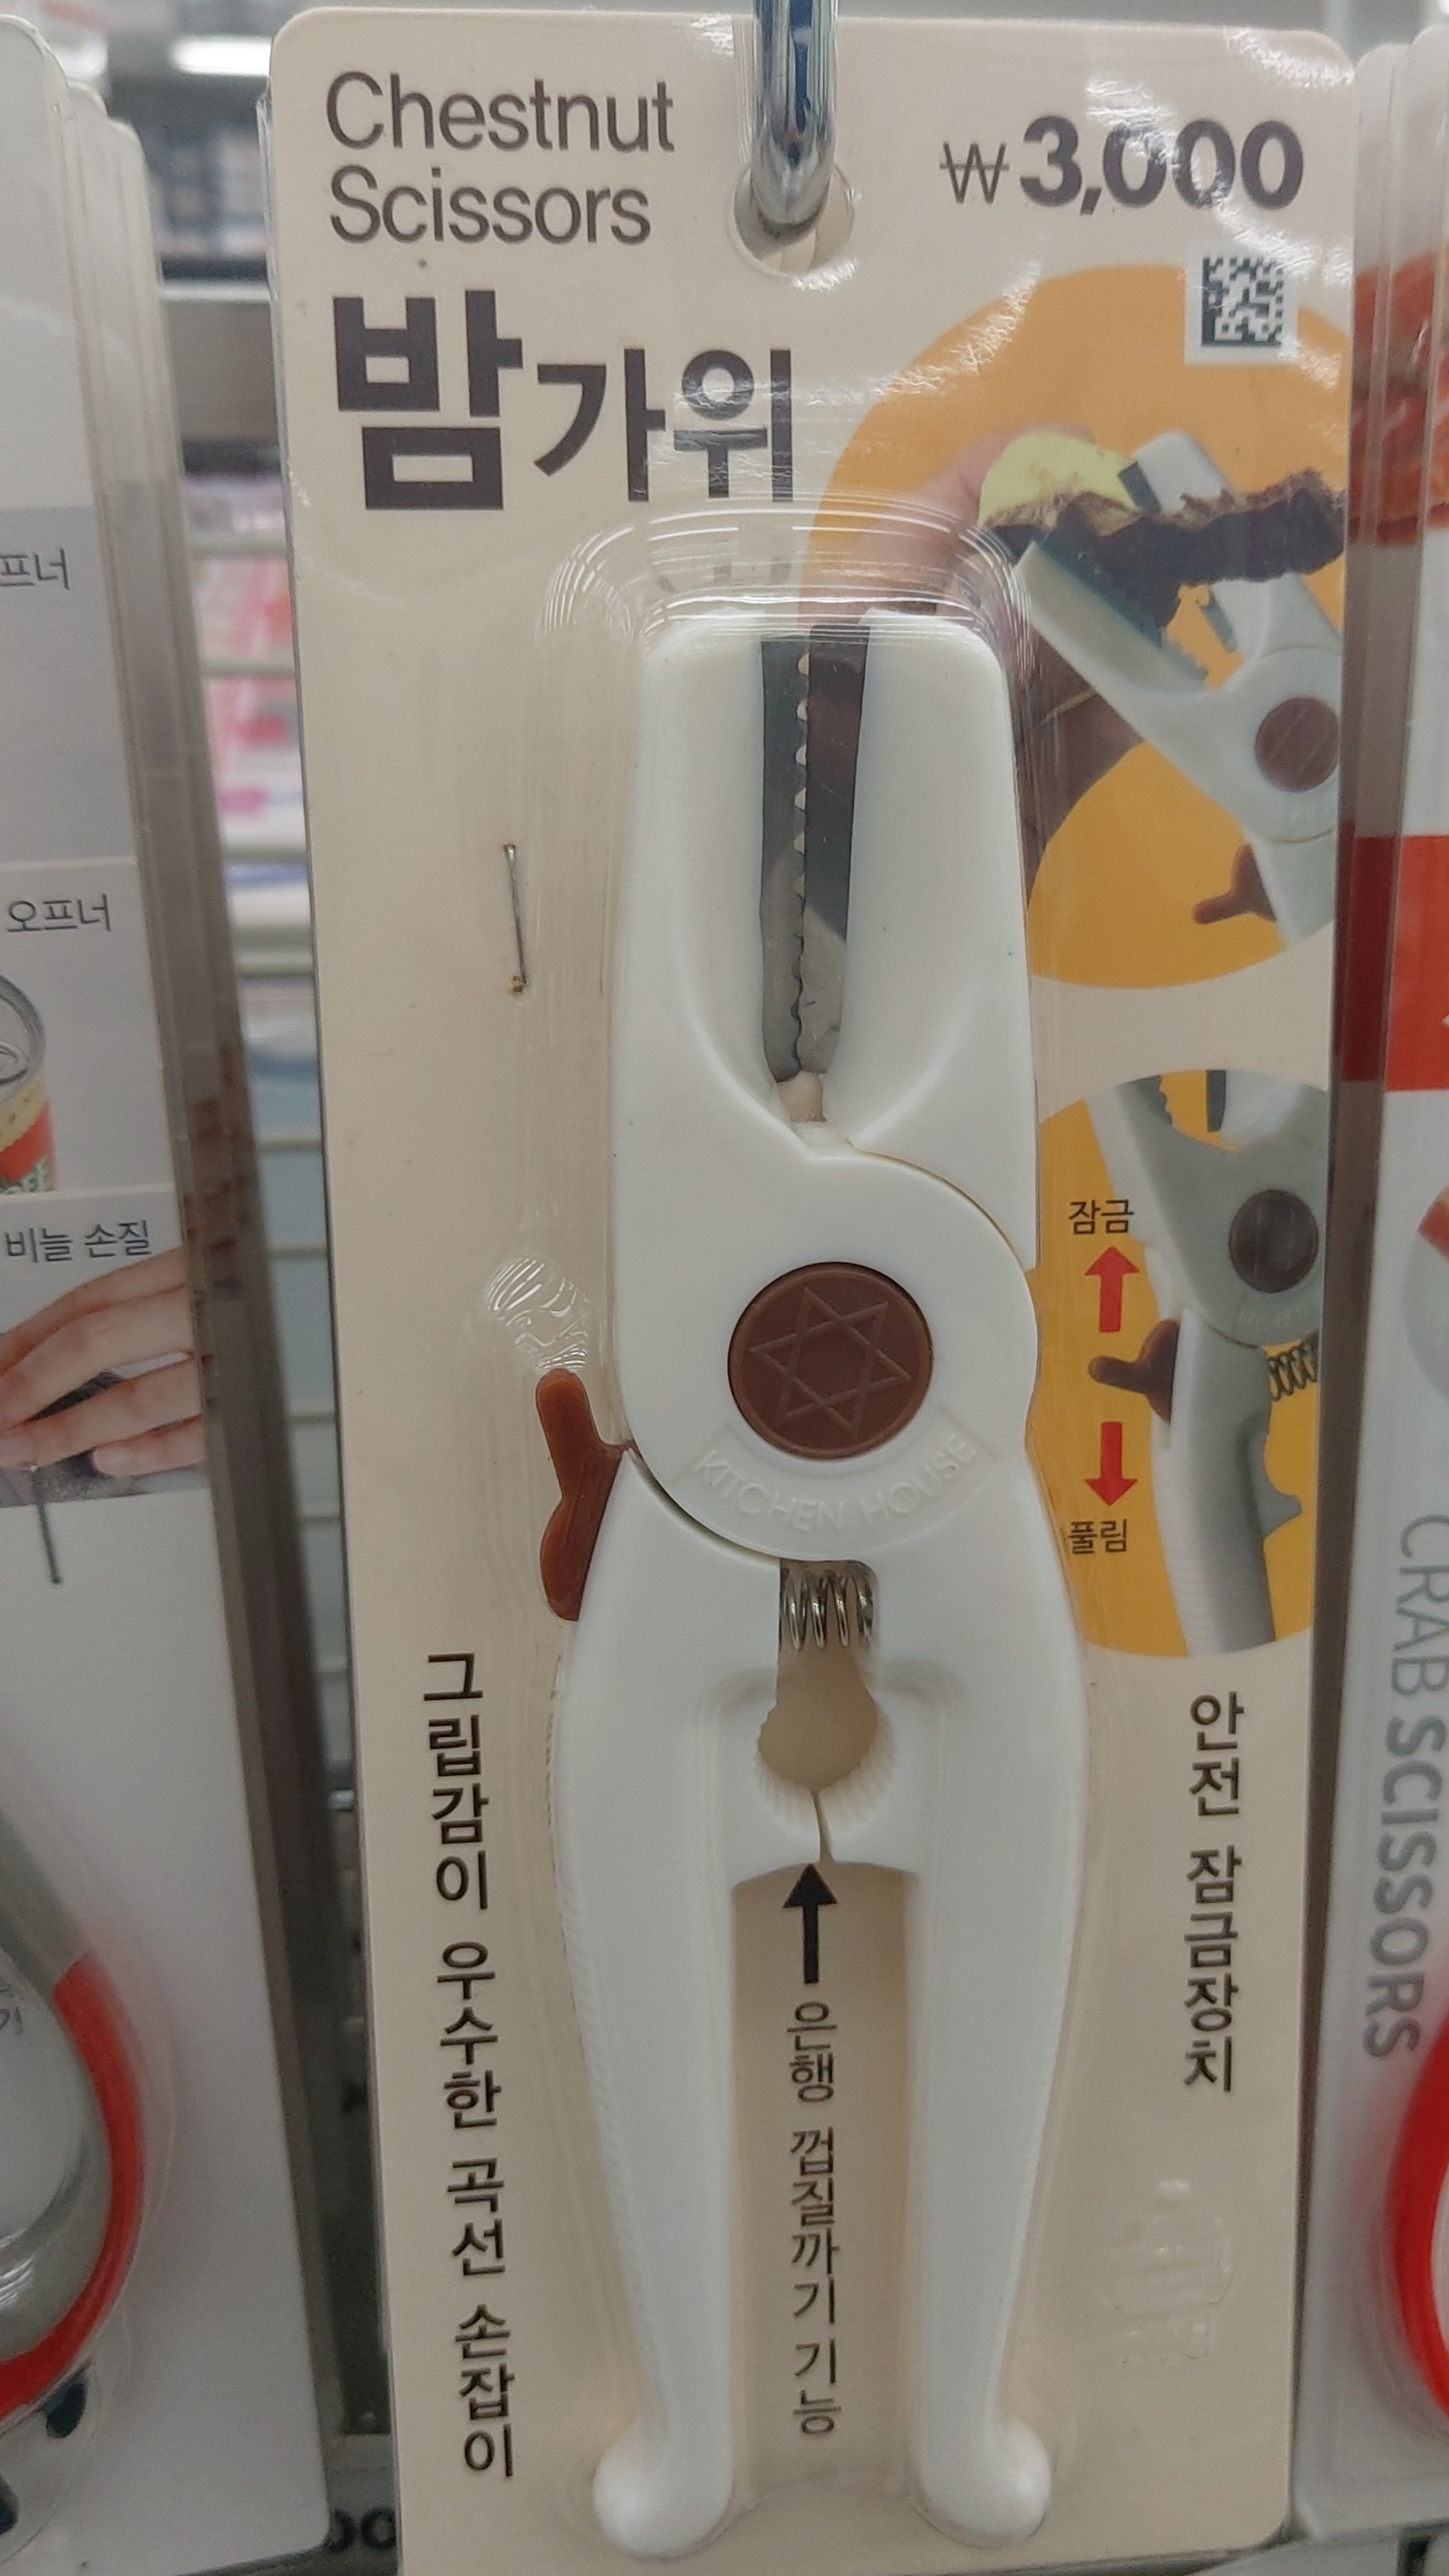 Chestnut
Scissors
₩3,000
밤가위
잠금
풀림
KITCHEN HOUSE
그립감이 우수한 곡선 손잡이
은행 껍질까기 기능
안전 잠금장치
프너
오프너
비늘 손질
CRAB SCISSORS